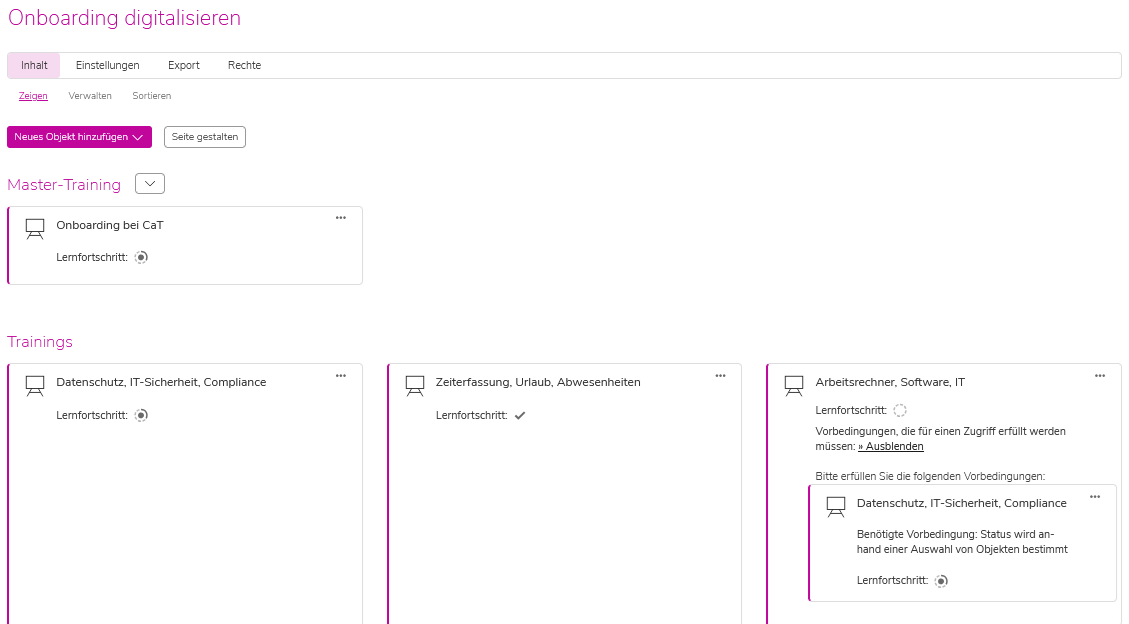 Onboarding digitalisieren
Inhalt Einstellungen Export Rechte
Zeigen Verwalten Sortieren
Neues Objekt hinzufügen Seite gestalten
Master-Training
Onboarding bei CaT
Lernfortschritt:
Trainings
Datenschutz, IT-Sicherheit, Compliance
Lernfortschritt:
Zeiterfassung, Urlaub, Abwesenheiten
Lernfortschritt:
Arbeitsrechner, Software, IT
Lernfortschritt:
Vorbedingungen, die für einen Zugriff erfüllt werden
müssen: » Ausblenden
Bitte erfüllen Sie die folgenden Vorbedingungen:
Datenschutz, IT-Sicherheit, Compliance
Benötigte Vorbedingung: Status wird an-
hand einer Auswahl von Objekten bestimmt
Lernfortschritt: